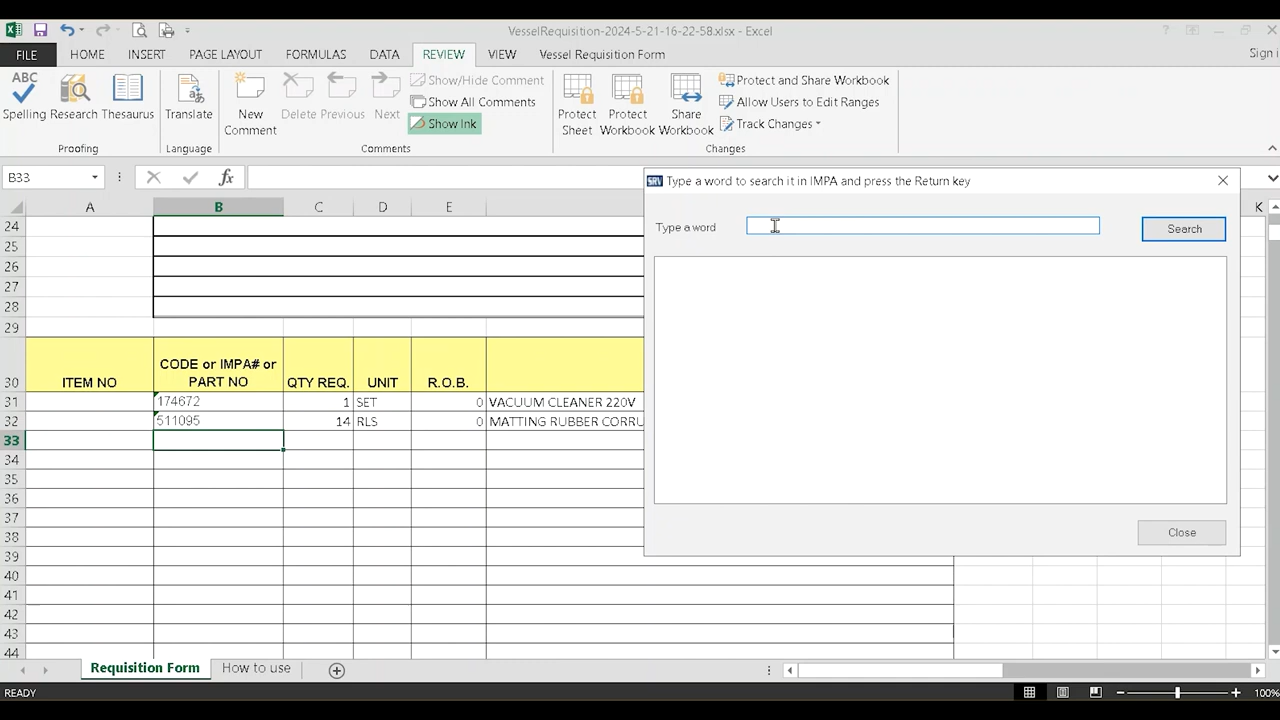 VesselRequisition-2024-5-21-16-22-58.xlsx - Excel
FILE HOME INSERT PAGE LAYOUT FORMULAS DATA REVIEW VIEW Vessel Requisition Form Sign
ABC Spelling Research Thesaurus Translate New Comment Delete Previous Next Show/Hide Comment
Show All Comments
Show Ink
Protect Sheet Protect Workbook Share Workbook Protect and Share Workbook
Allow Users to Edit Ranges
Track Changes
Proofing Language Comments Changes
B33 fx
SRV Type a word to search it in IMPA and press the Return key
A B C D E K
Type a word Search
24
25
26
27
28
29
30 ITEM NO CODE or IMPA# or PART NO QTY REQ. UNIT R.O.B.
31 174672 1 SET 0 VACUUM CLEANER 220V
32 511095 14 RLS 0 MATTING RUBBER CORRU
33
34
35
36
37
Close
38
39
40
41
42
43
44
Requisition Form How to use
READY 100%